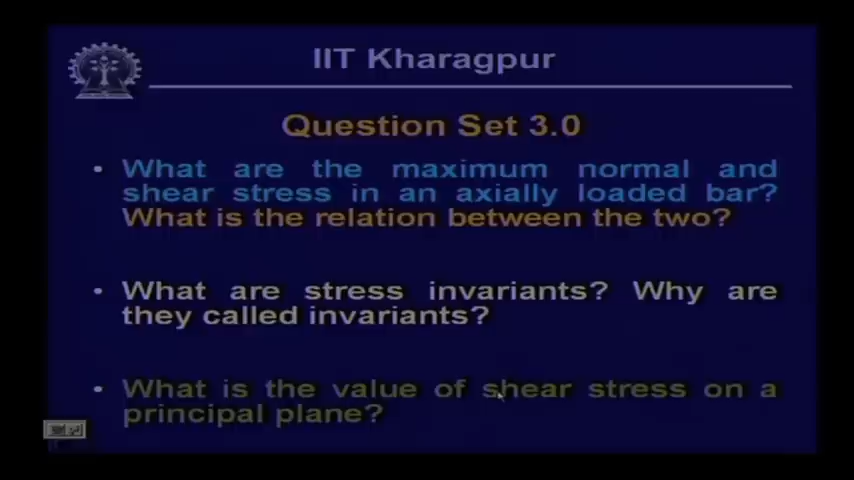 IIT Kharagpur
Question Set 3.0
• What are the maximum normal and
shear stress in an axially loaded bar?
What is the relation between the two?
• What are stress invariants? Why are
they called invariants?
• What is the value of shear stress on a
principal plane?